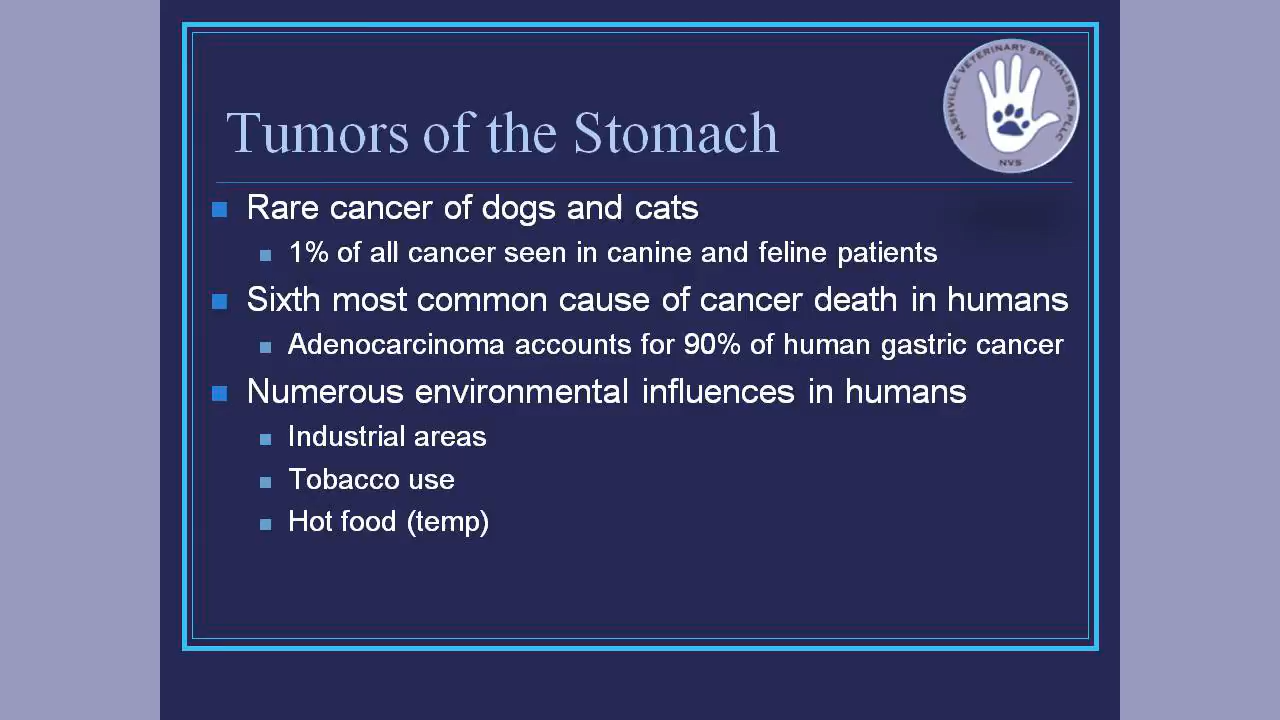 NASHVILLE VETERINARY SPECIALISTS, PLLC
NVS
Tumors of the Stomach
Rare cancer of dogs and cats
1% of all cancer seen in canine and feline patients
Sixth most common cause of cancer death in humans
Adenocarcinoma accounts for 90% of human gastric cancer
Numerous environmental influences in humans
Industrial areas
Tobacco use
Hot food (temp)